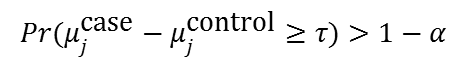 Pr(μ_j^case − μ_j^control ≥ τ) > 1 − α